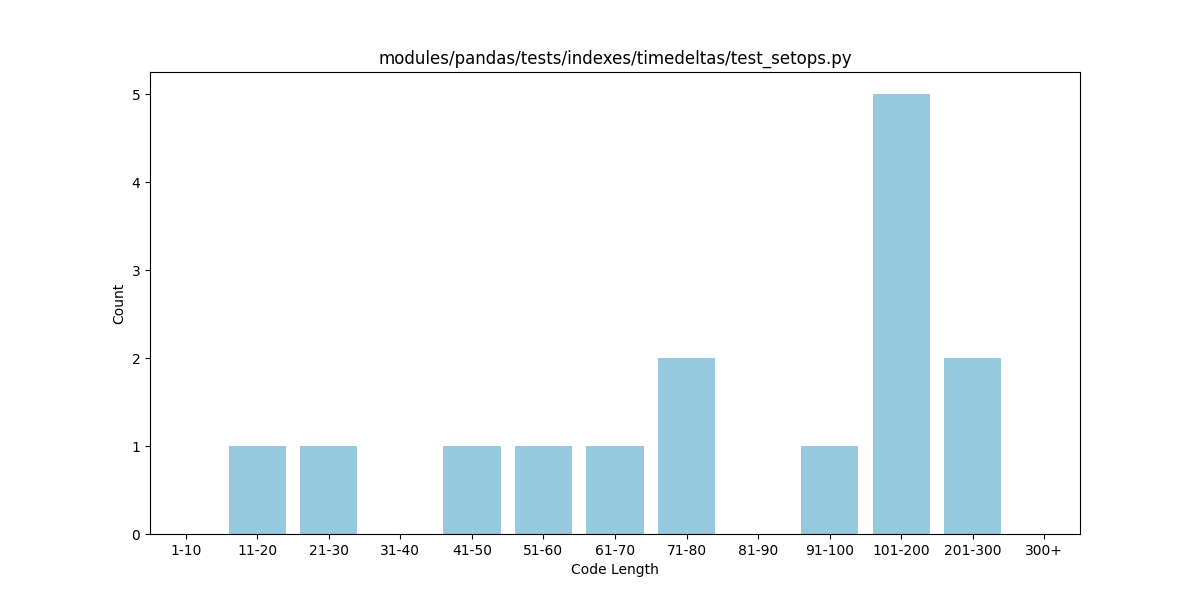 modules/pandas/tests/indexes/timedeltas/test_setops.py
Count
5
4
3
2
1
0
1-10 11-20 21-30 31-40 41-50 51-60 61-70 71-80 81-90 91-100 101-200 201-300 300+
Code Length